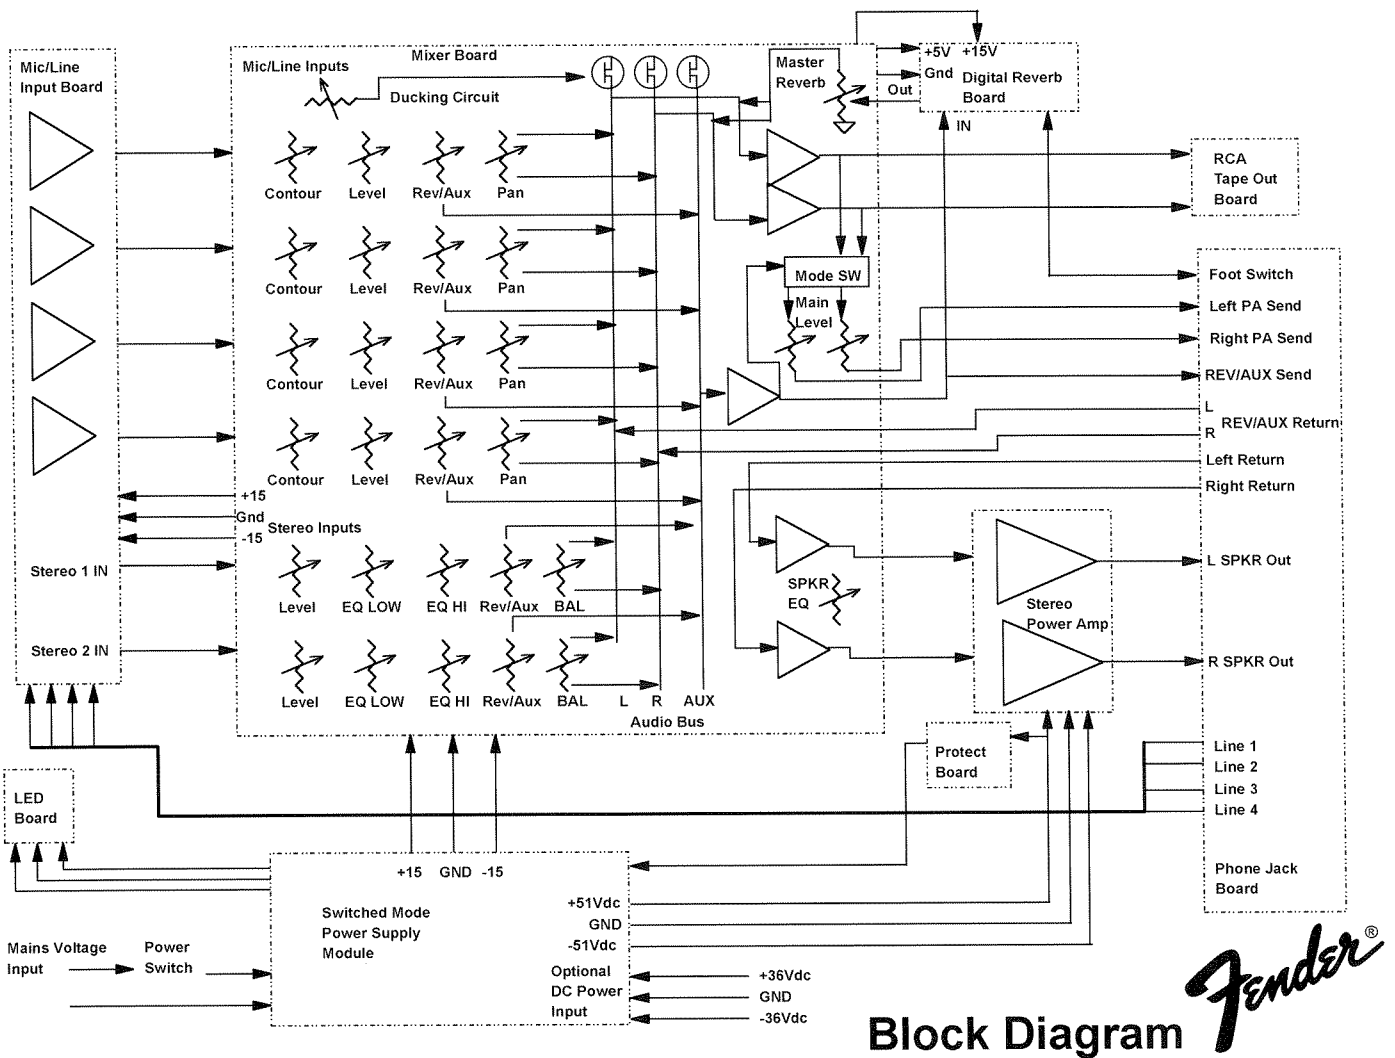 Mixer Board
Mic/Line
Input Board
Mic/Line Inputs
Ducking Circuit
Master
Reverb
+5V +15V
Gnd
Digital Reverb
Board
Out
IN
Contour Level Rev/Aux Pan
Contour Level Rev/Aux Pan
Contour Level Rev/Aux Pan
Contour Level Rev/Aux Pan
RCA
Tape Out
Board
Mode SW
Main
Level
Foot Switch
Left PA Send
Right PA Send
REV/AUX Send
L
REV/AUX Return
R
Left Return
Right Return
+15
Gnd
-15
Stereo Inputs
Stereo 1 IN
Level EQ LOW EQ HI Rev/Aux BAL
Stereo 2 IN
Level EQ LOW EQ HI Rev/Aux BAL
L R AUX
Audio Bus
SPKR
EQ
Stereo
Power Amp
L SPKR Out
R SPKR Out
Protect
Board
Line 1
Line 2
Line 3
Line 4
Phone Jack
Board
LED
Board
+15 GND -15
Switched Mode
Power Supply
Module
+51Vdc
GND
-51Vdc
Optional
DC Power
Input
+36Vdc
GND
-36Vdc
Mains Voltage
Input
Power
Switch
Block Diagram
Fender®